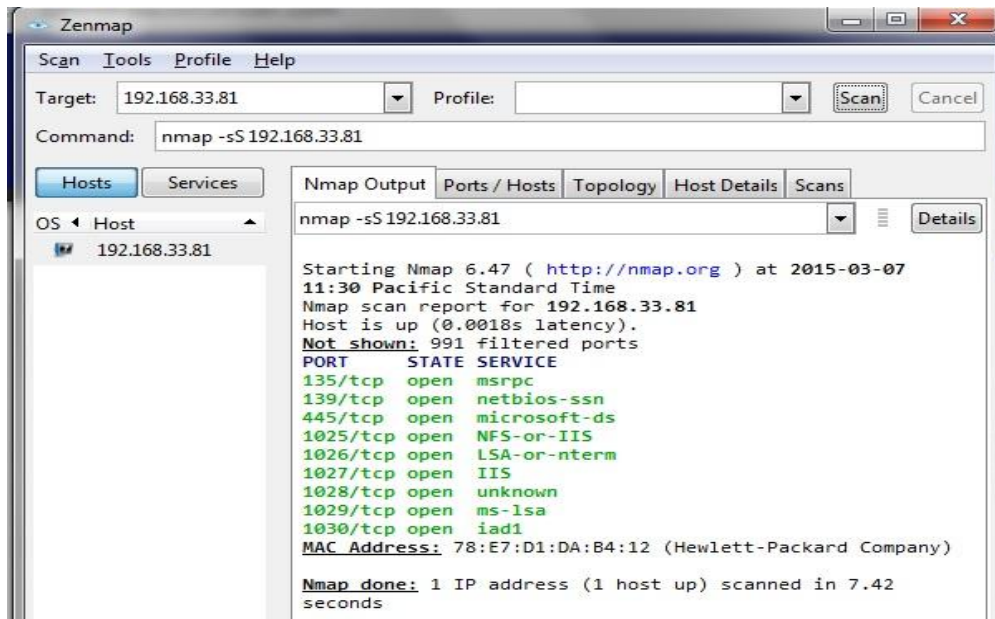 Zenmap
Scan Tools Profile Help
Target: 192.168.33.81 Profile: Scan Cancel
Command: nmap -sS 192.168.33.81
Hosts Services
Nmap Output Ports / Hosts Topology Host Details Scans
OS Host
nmap -sS 192.168.33.81 Details
192.168.33.81
Starting Nmap 6.47 ( http://nmap.org ) at 2015-03-07
11:30 Pacific Standard Time
Nmap scan report for 192.168.33.81
Host is up (0.0018s latency).
Not shown: 991 filtered ports
PORT STATE SERVICE
135/tcp open msrpc
139/tcp open netbios-ssn
445/tcp open microsoft-ds
1025/tcp open NFS-or-IIS
1026/tcp open LSA-or-nterm
1027/tcp open IIS
1028/tcp open unknown
1029/tcp open ms-lsa
1030/tcp open iad1
MAC Address: 78:E7:D1:DA:B4:12 (Hewlett-Packard Company)
Nmap done: 1 IP address (1 host up) scanned in 7.42
seconds